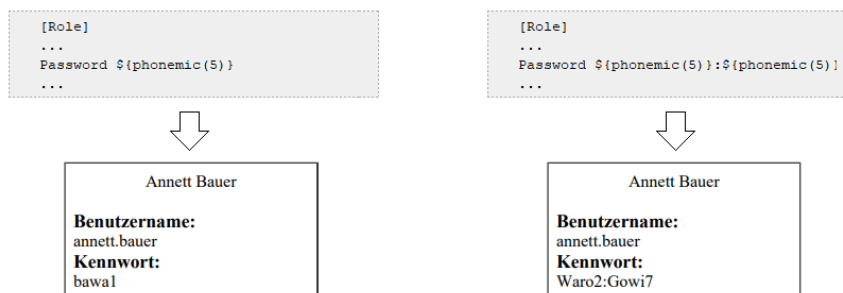 [Role]
...
Password ${phonemic(5)}
...
Annett Bauer
Benutzername:
annett.bauer
Kennwort:
bawa1
[Role]
...
Password ${phonemic(5)}:${phonemic(5)}
...
Annett Bauer
Benutzername:
annett.bauer
Kennwort:
Waro2:Gowi7